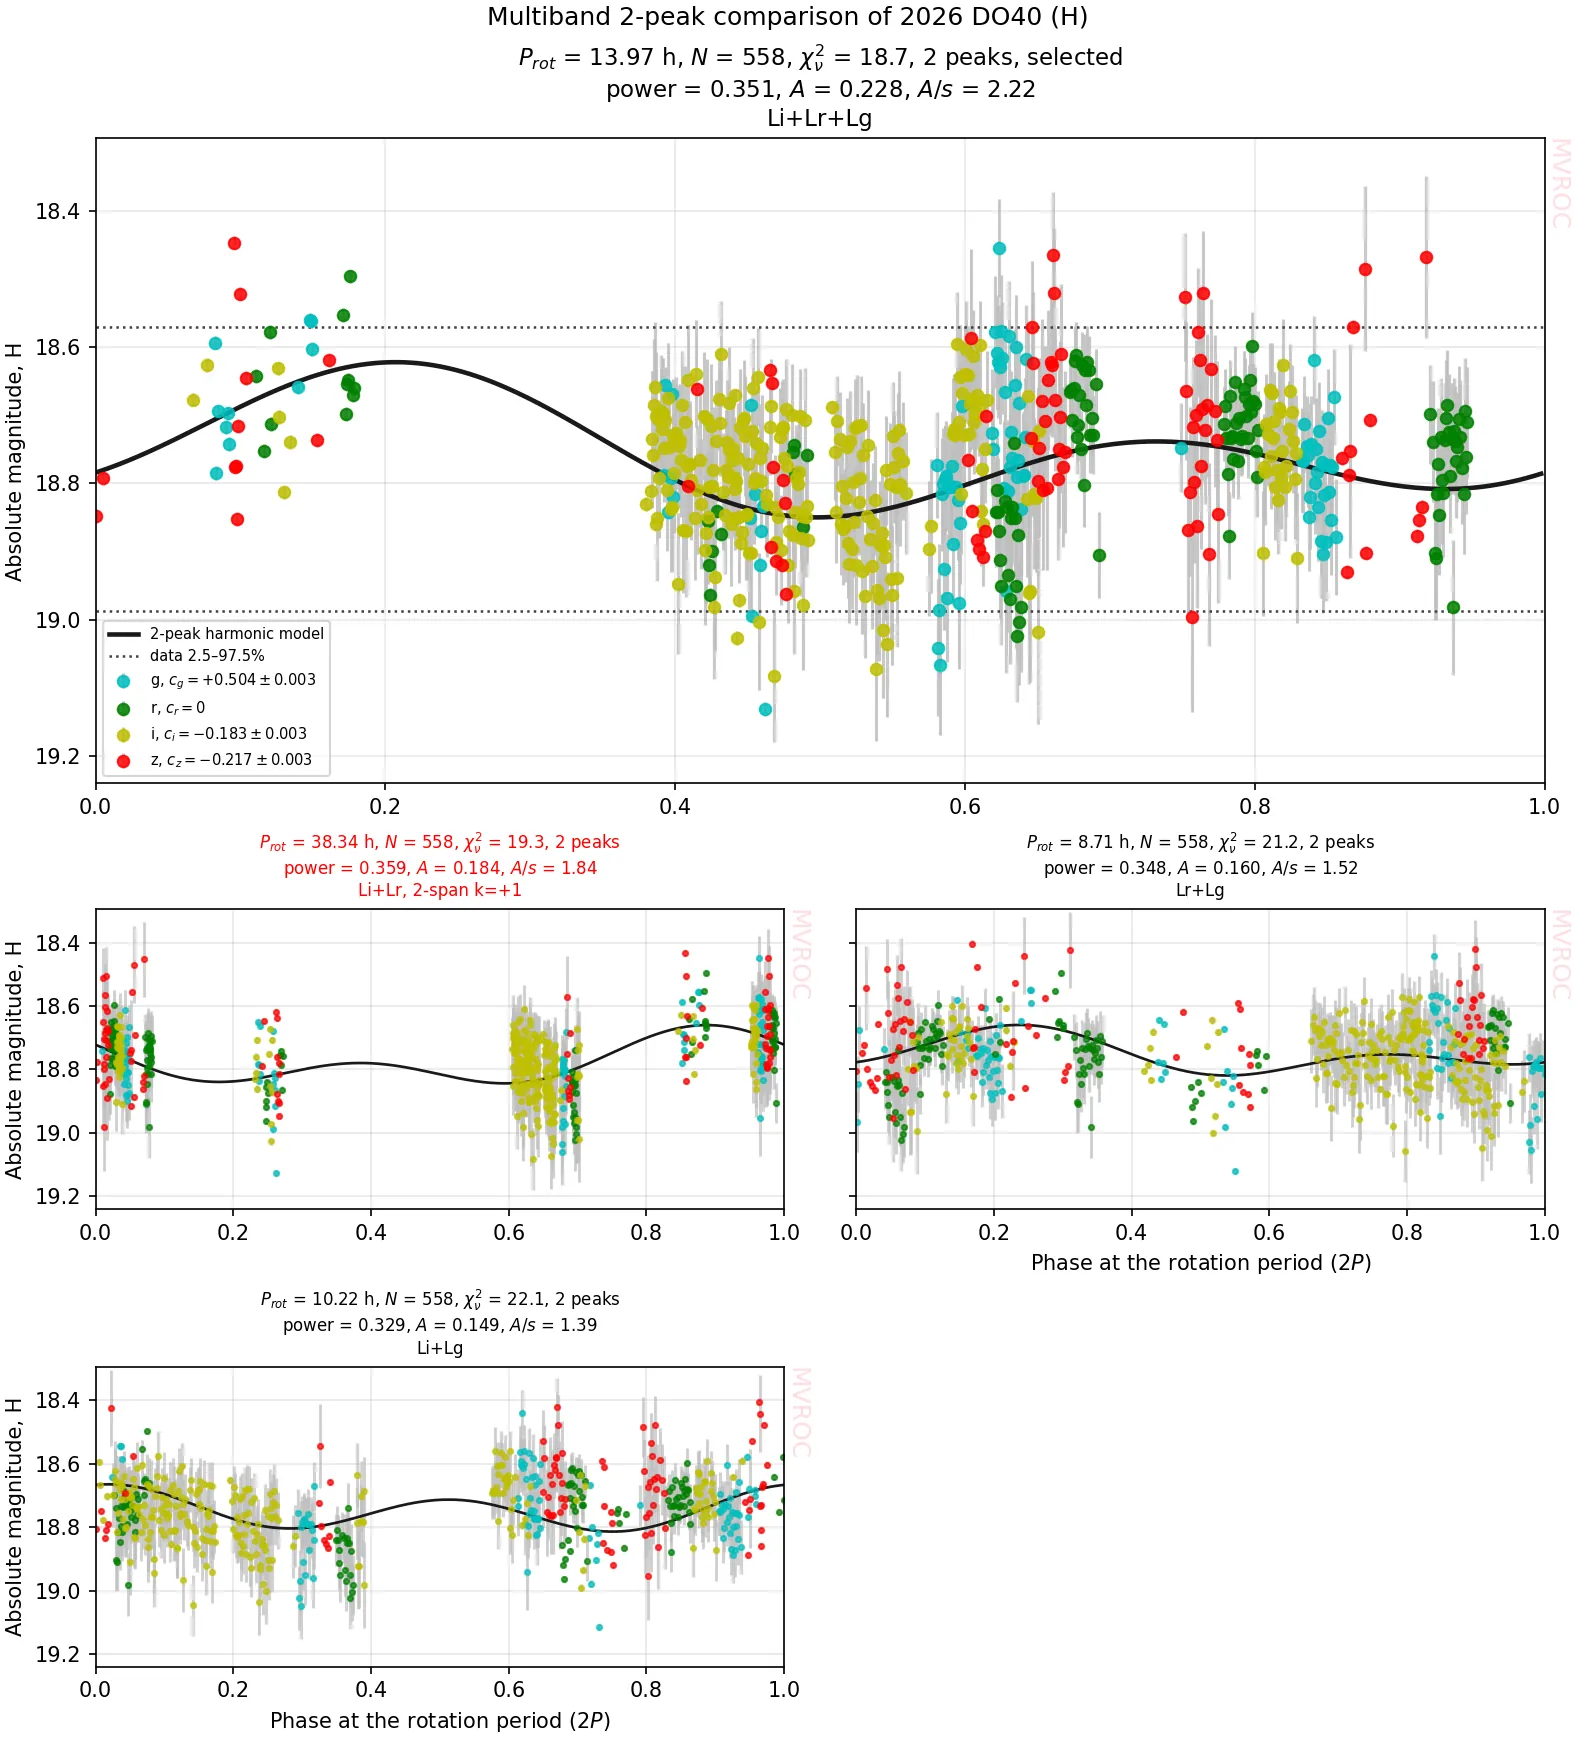 Multiband 2-peak comparison of 2026 DO40 (H)
P_rot = 13.97 h, N = 558, χ²_ν = 18.7, 2 peaks, selected
power = 0.351, A = 0.228, A/s = 2.22
Li+Lr+Lg
MVROC
Absolute magnitude, H
18.4
18.6
18.8
19.0
19.2
2-peak harmonic model
data 2.5–97.5%
g, c_g = +0.504 ± 0.003
r, c_r = 0
i, c_i = −0.183 ± 0.003
z, c_z = −0.217 ± 0.003
0.0 0.2 0.4 0.6 0.8 1.0
P_rot = 38.34 h, N = 558, χ²_ν = 19.3, 2 peaks
power = 0.359, A = 0.184, A/s = 1.84
Li+Lr, 2-span k=+1
MVROC
Absolute magnitude, H
18.4
18.6
18.8
19.0
19.2
0.0 0.2 0.4 0.6 0.8 1.0
P_rot = 8.71 h, N = 558, χ²_ν = 21.2, 2 peaks
power = 0.348, A = 0.160, A/s = 1.52
Lr+Lg
MVROC
0.0 0.2 0.4 0.6 0.8 1.0
Phase at the rotation period (2P)
P_rot = 10.22 h, N = 558, χ²_ν = 22.1, 2 peaks
power = 0.329, A = 0.149, A/s = 1.39
Li+Lg
MVROC
Absolute magnitude, H
18.4
18.6
18.8
19.0
19.2
0.0 0.2 0.4 0.6 0.8 1.0
Phase at the rotation period (2P)